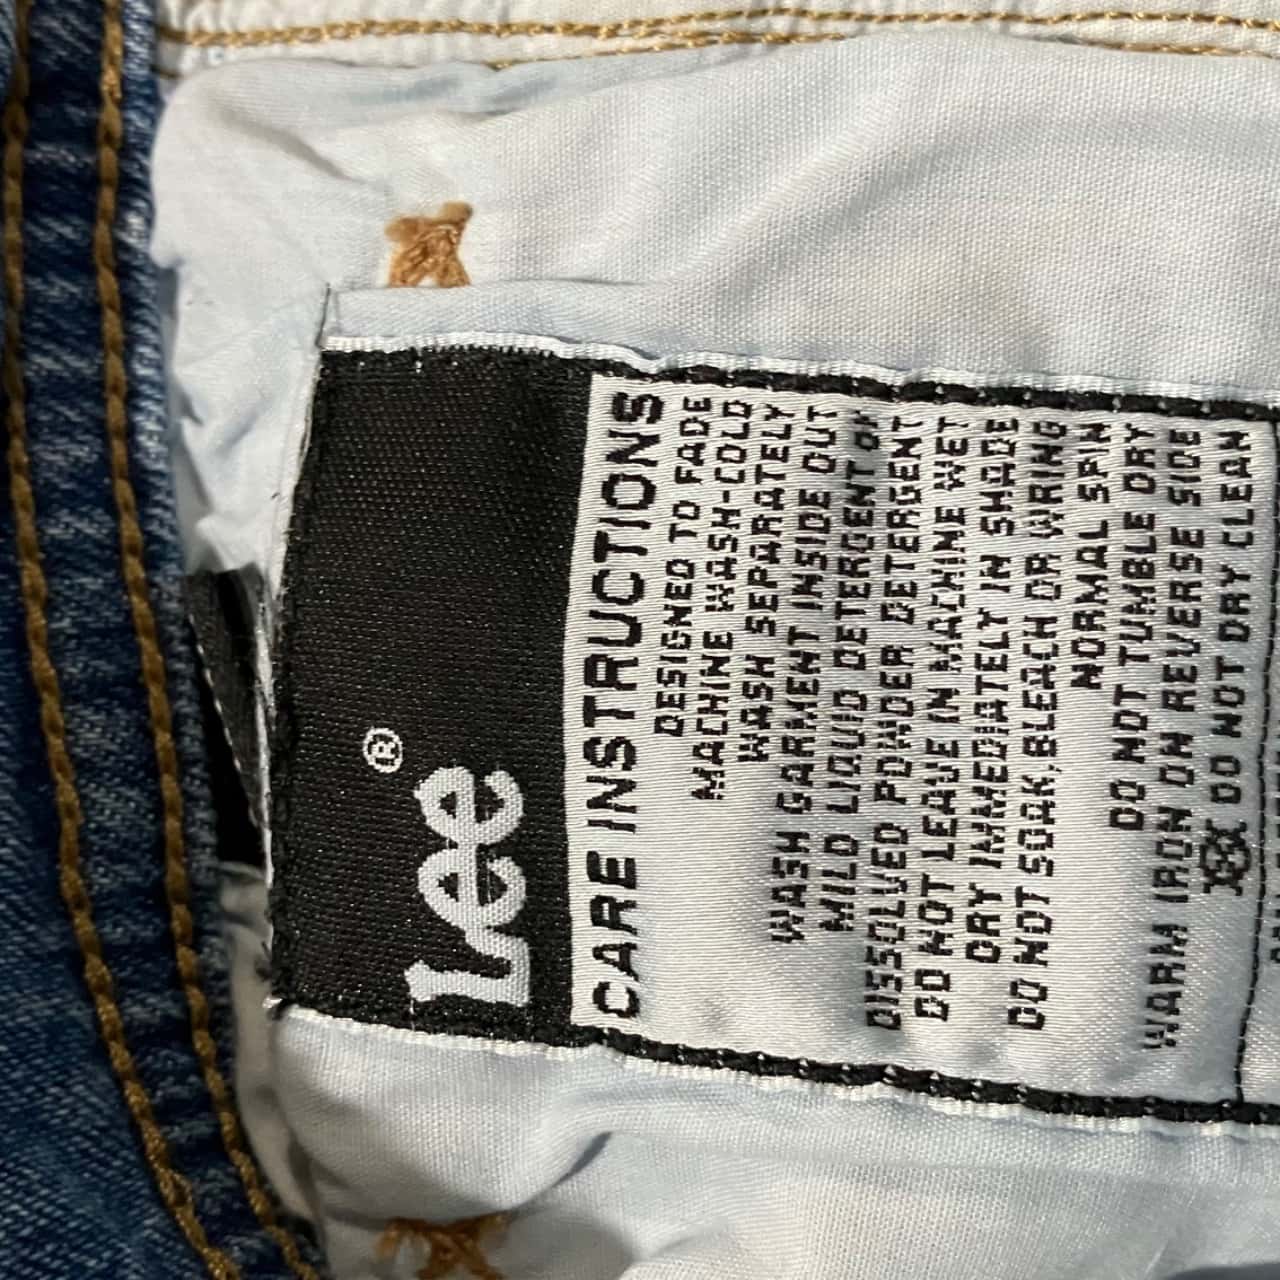 Lee®
CARE INSTRUCTIONS
DESIGNED TO FADE
MACHINE WASH-COLD
WASH SEPARATELY
WASH GARMENT INSIDE OUT
MILD LIQUID DETERGENT OR
DISSOLVED POWDER DETERGENT
DO NOT LEAVE IN MACHINE WET
DRY IMMEDIATELY IN SHADE
DO NOT SOAK,BLEACH OR WRING
NORMAL SPIN
DO NOT TUMBLE DRY
WARM IRON ON REVERSE SIDE
DO NOT DRY CLEAN